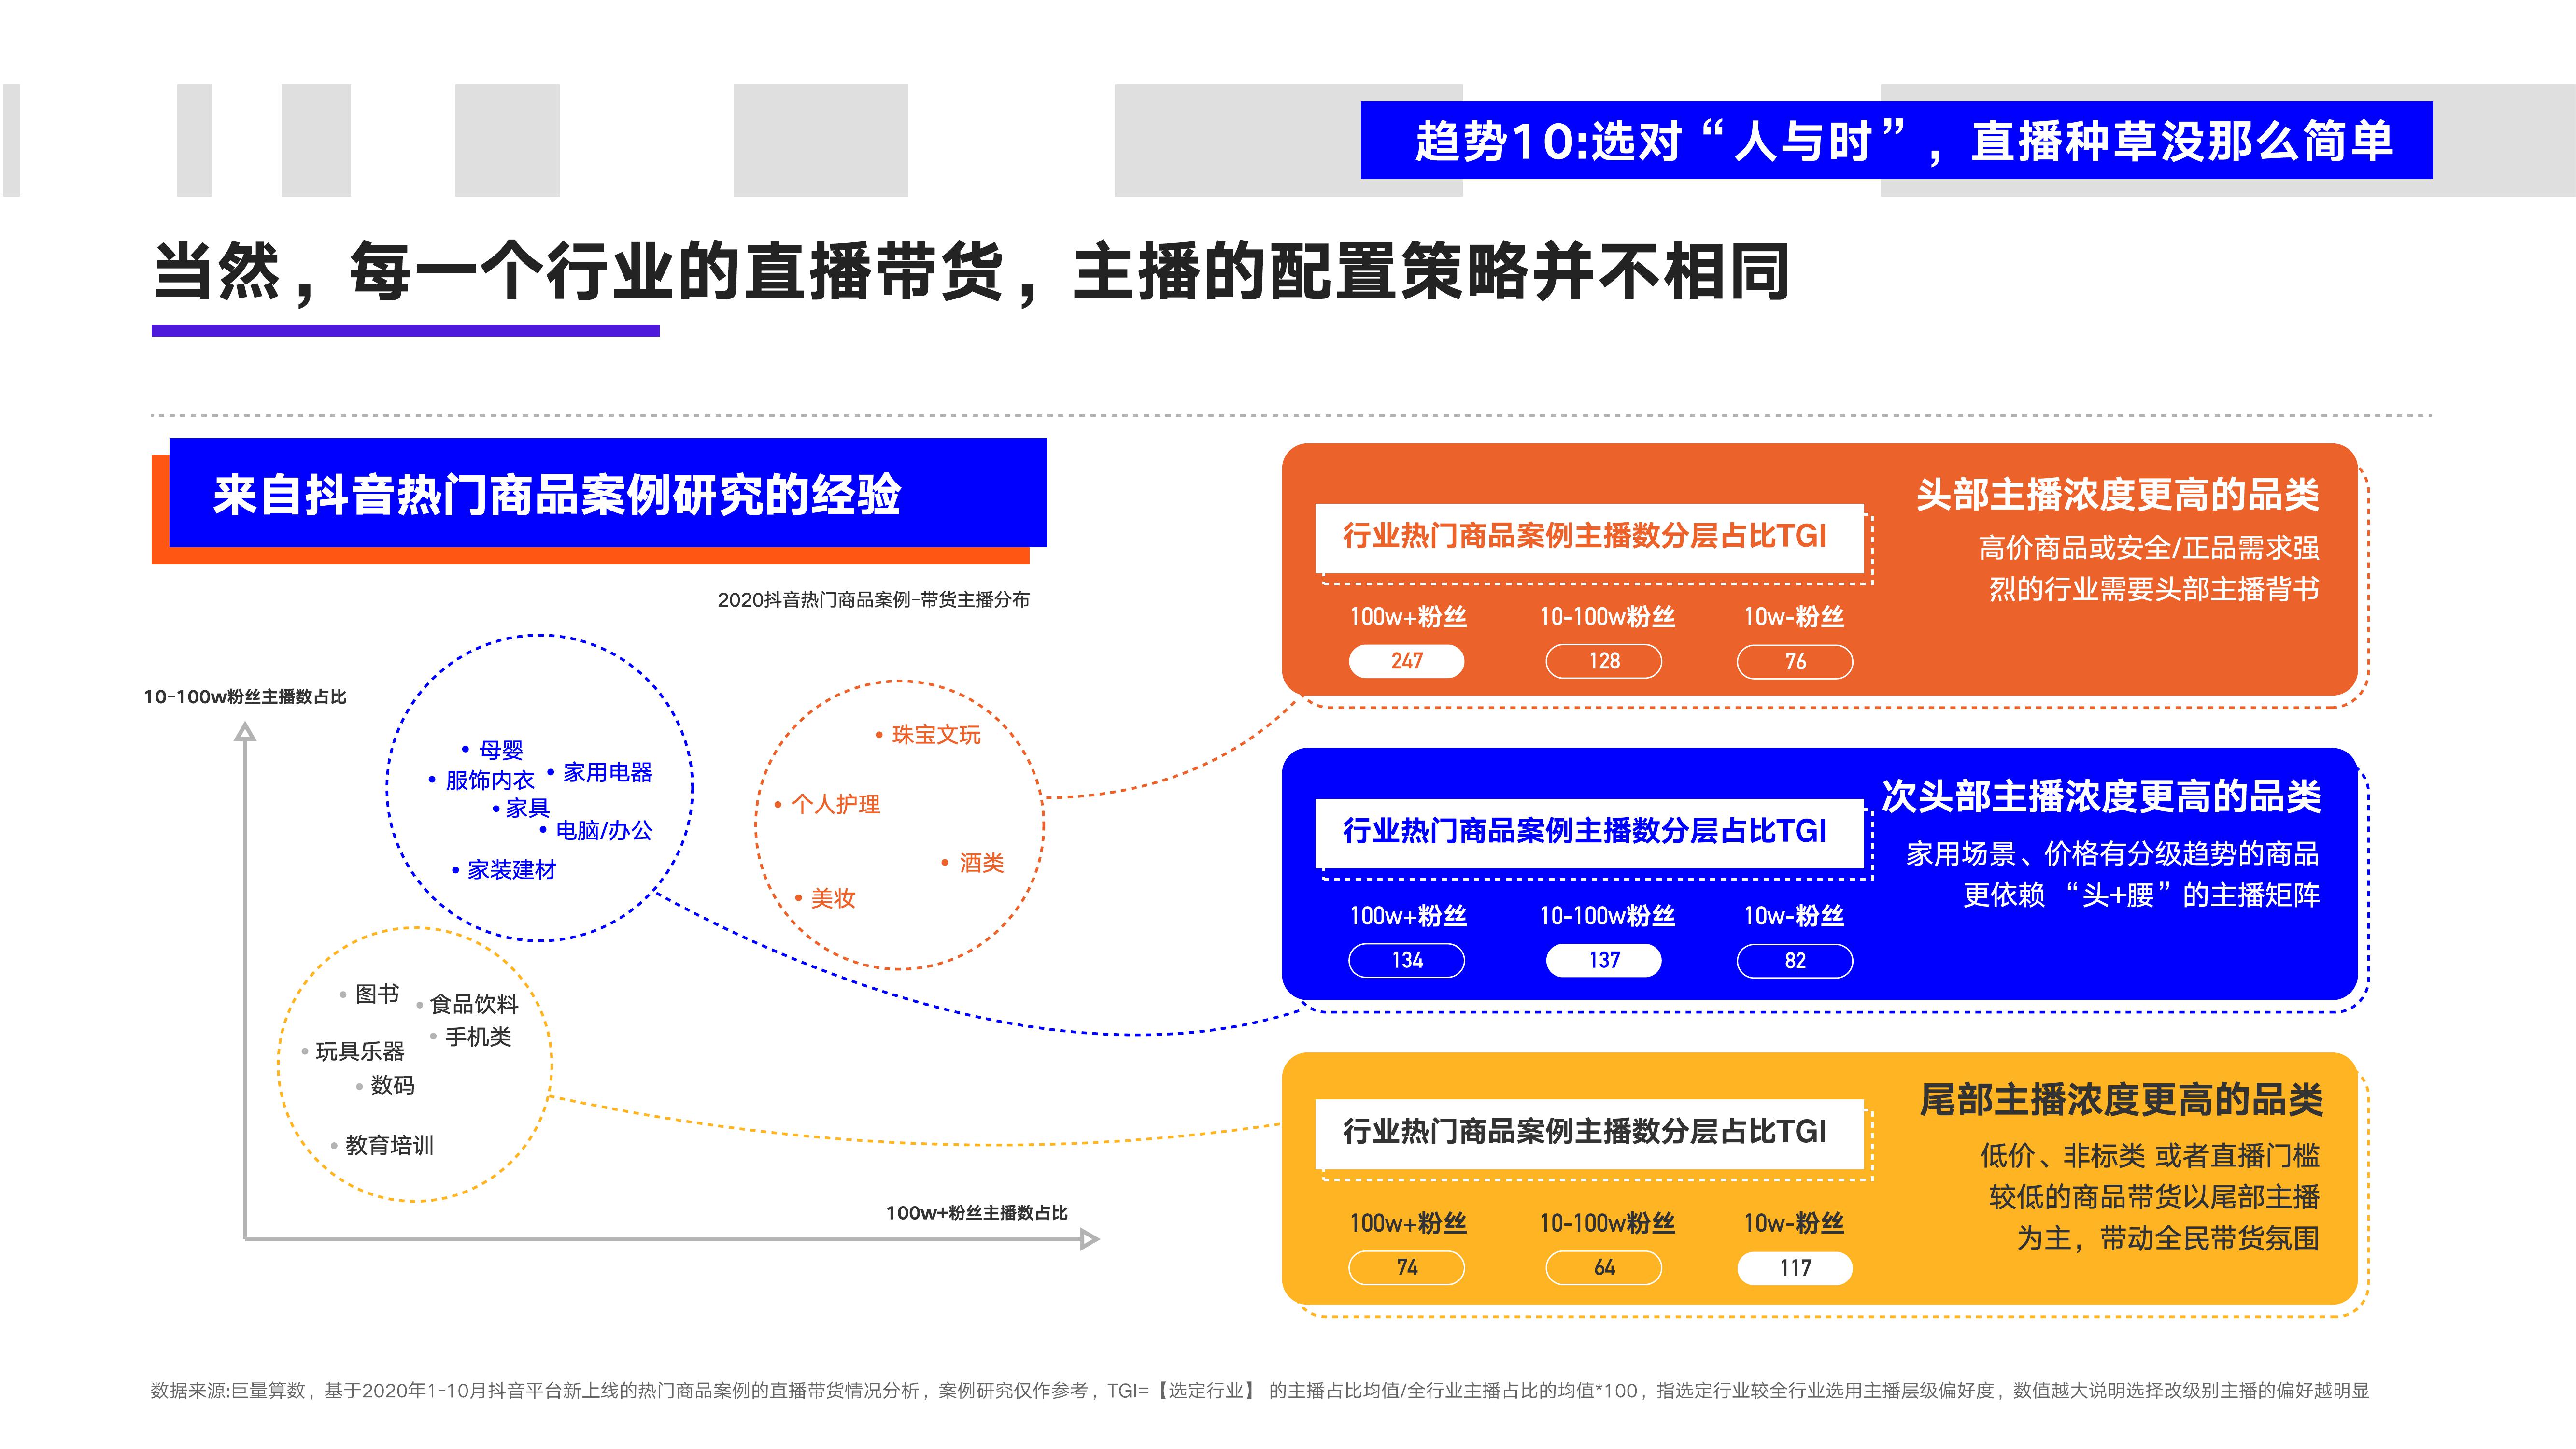 趋势10:选对“人与时”，直播种草没那么简单
当然，每一个行业的直播带货，主播的配置策略并不相同
来自抖音热门商品案例研究的经验
2020抖音热门商品案例-带货主播分布
10-100w粉丝主播数占比
母婴
服饰内衣
家用电器
家具
电脑/办公
家装建材
珠宝文玩
个人护理
酒类
美妆
图书
食品饮料
手机类
玩具乐器
数码
教育培训
100w+粉丝主播数占比
头部主播浓度更高的品类
高价商品或安全/正品需求强
烈的行业需要头部主播背书
行业热门商品案例主播数分层占比TGI
100w+粉丝 10-100w粉丝 10w-粉丝
247 128 76
次头部主播浓度更高的品类
家用场景、价格有分级趋势的商品
更依赖“头+腰”的主播矩阵
行业热门商品案例主播数分层占比TGI
100w+粉丝 10-100w粉丝 10w-粉丝
134 137 82
尾部主播浓度更高的品类
低价、非标类 或者直播门槛
较低的商品带货以尾部主播
为主，带动全民带货氛围
行业热门商品案例主播数分层占比TGI
100w+粉丝 10-100w粉丝 10w-粉丝
74 64 117
数据来源:巨量算数，基于2020年1-10月抖音平台新上线的热门商品案例的直播带货情况分析，案例研究仅作参考，TGI=【选定行业】 的主播占比均值/全行业主播占比的均值*100，指选定行业较全行业选用主播层级偏好度，数值越大说明选择改级别主播的偏好越明显